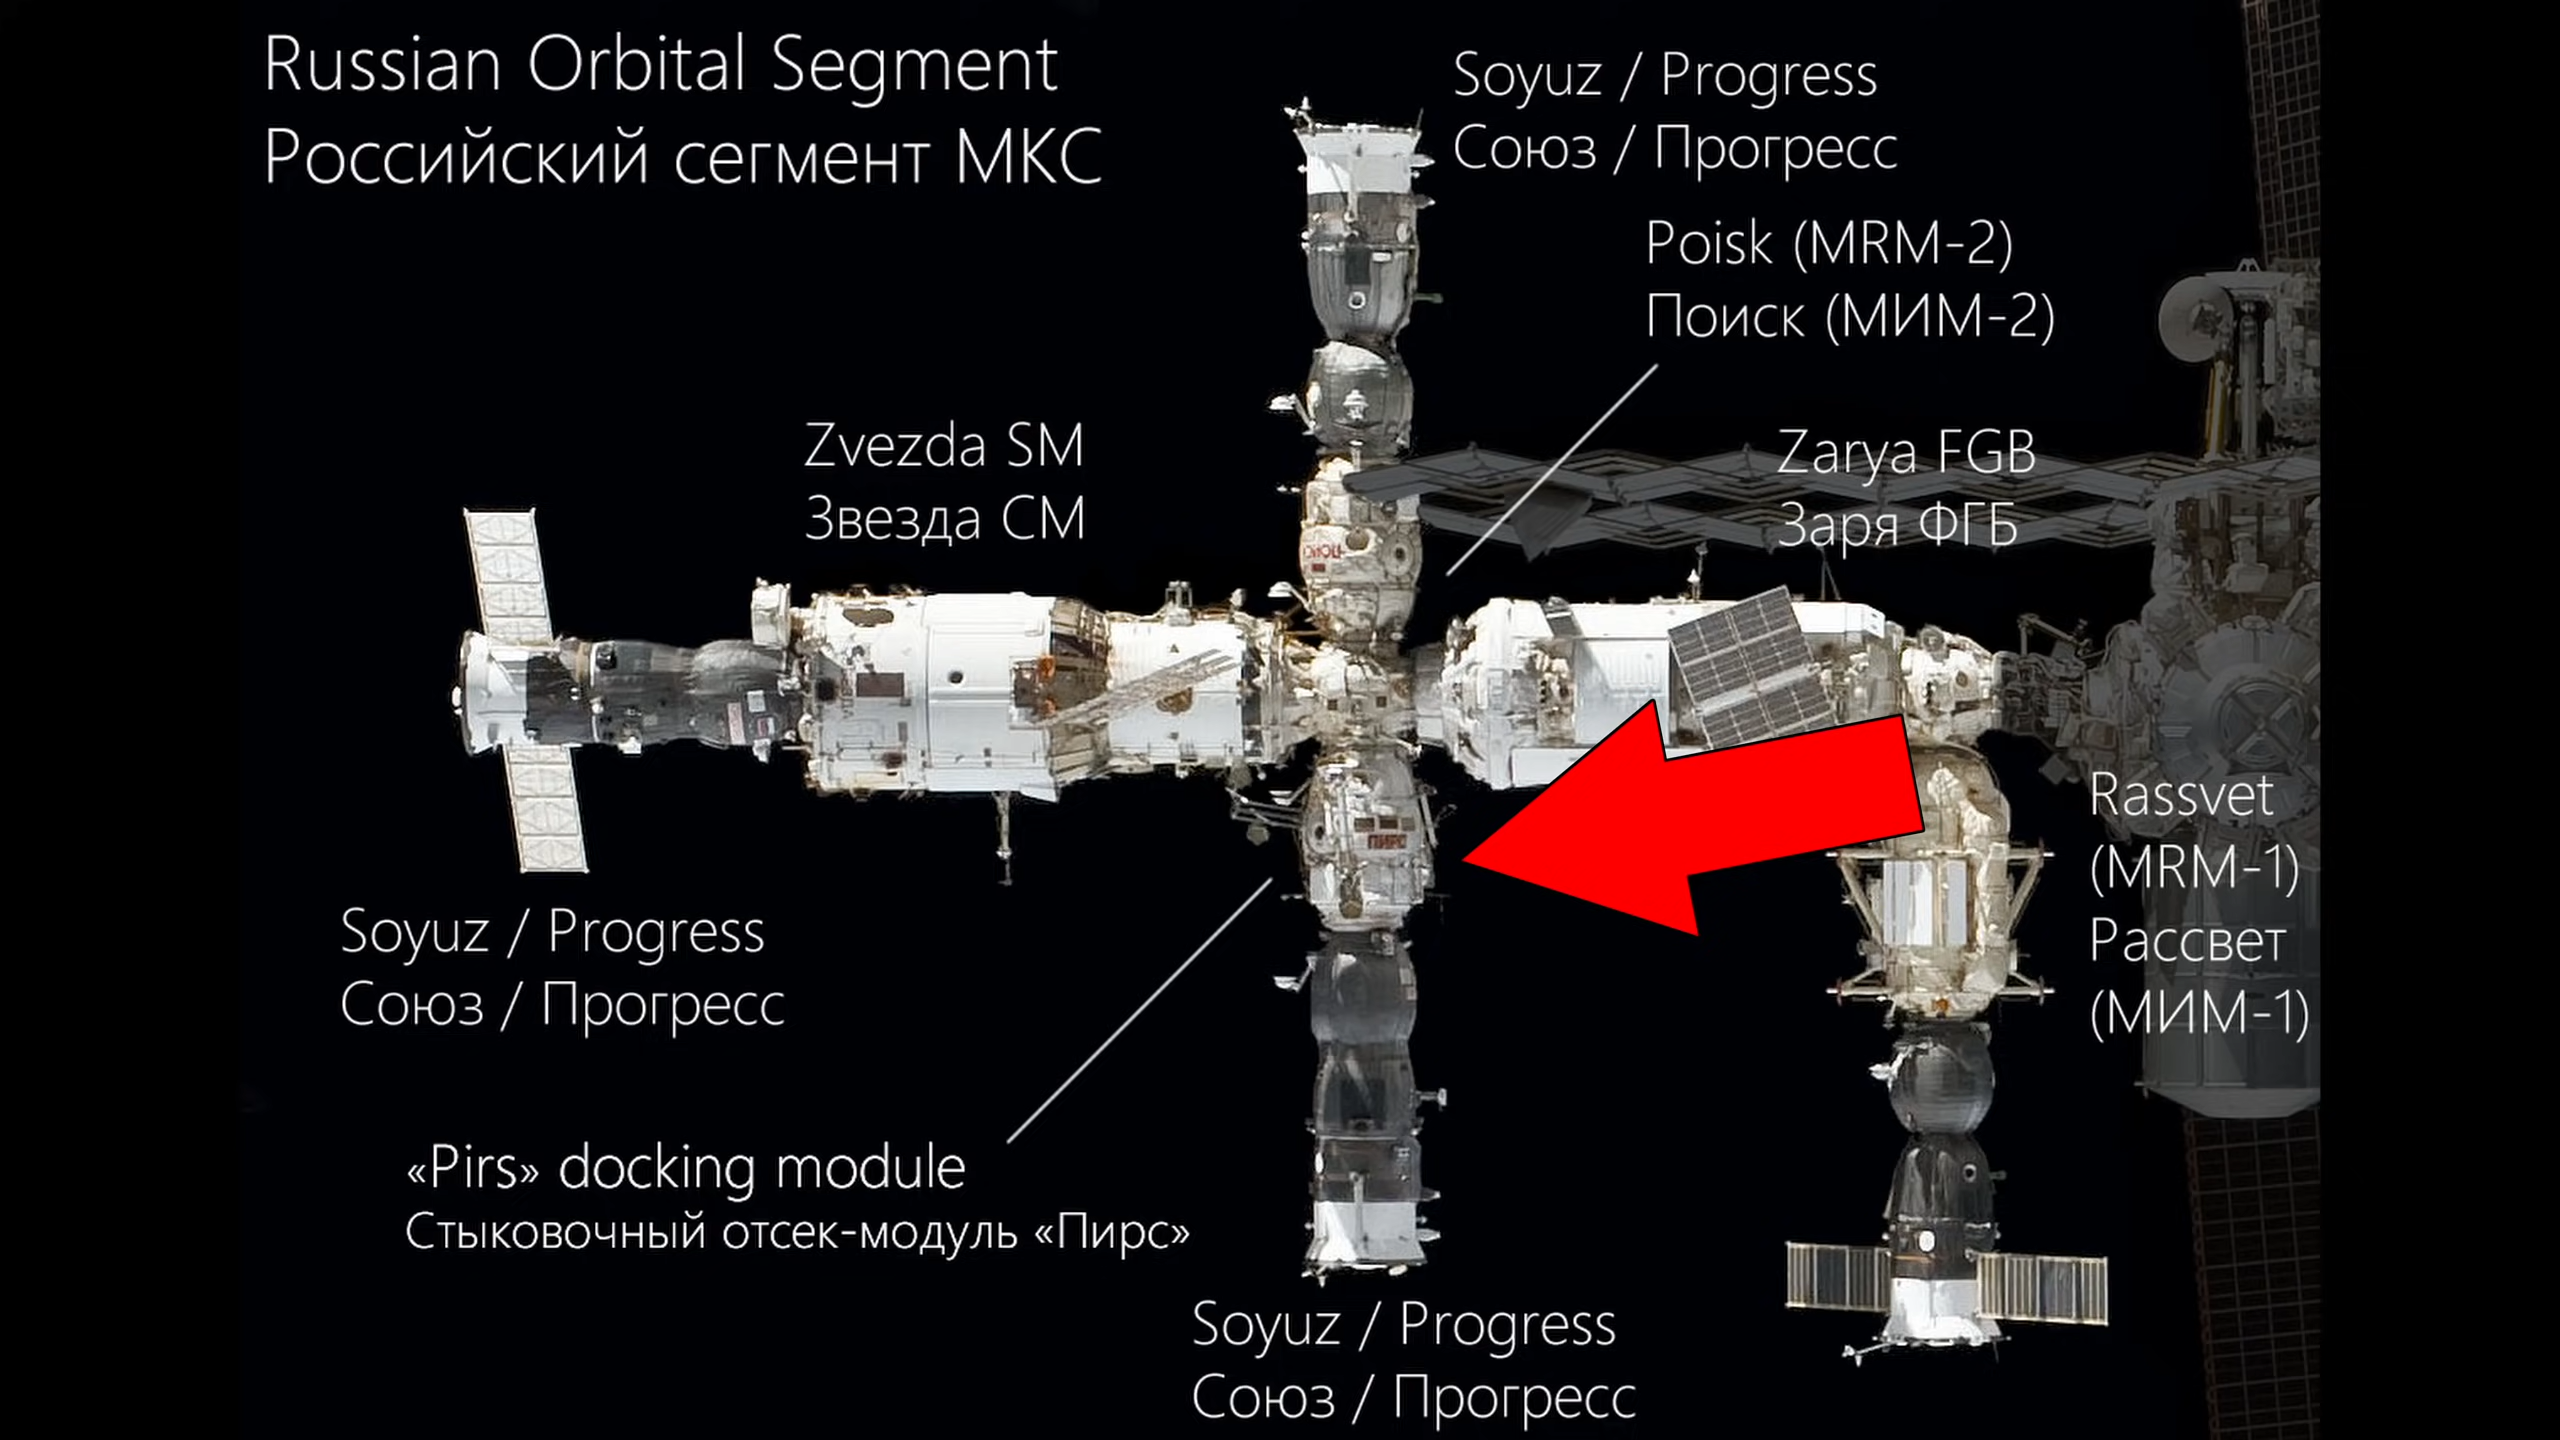 Russian Orbital Segment
Российский сегмент МКС
Soyuz / Progress
Союз / Прогресс
Poisk (MRM-2)
Поиск (МИМ-2)
Zvezda SM
Звезда СМ
Zarya FGB
Заря ФГБ
ПИРС
Rassvet
(MRM-1)
Рассвет
(МИМ-1)
Soyuz / Progress
Союз / Прогресс
«Pirs» docking module
Стыковочный отсек-модуль «Пирс»
Soyuz / Progress
Союз / Прогресс